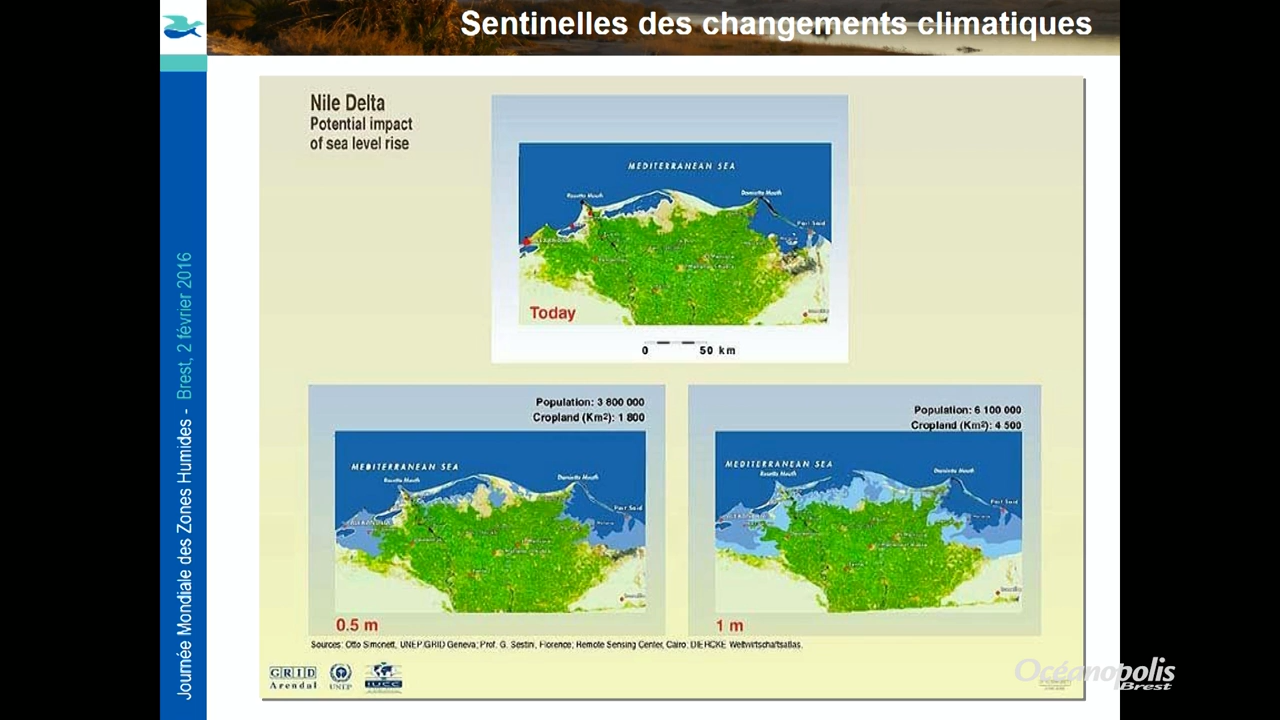 Sentinelles des changements climatiques
Journée Mondiale des Zones Humides - Brest, 2 février 2016
Nile Delta
Potential impact
of sea level rise
MEDITERRANEAN SEA
Rosetta Mouth
Damietta Mouth
Port Said
Today
0 50 km
Population: 3 800 000
Cropland (Km²): 1 800
MEDITERRANEAN SEA
Rosetta Mouth
Damietta Mouth
Port Said
ALEXANDRIA
0.5 m
Population: 6 100 000
Cropland (Km²): 4 500
MEDITERRANEAN SEA
Rosetta Mouth
Damietta Mouth
Port Said
ALEXANDRIA
1 m
Sources: Otto Simonett, UNEP/GRID Geneva; Prof. G. Sestini, Florence; Remote Sensing Center, Cairo; DIERCKE Weltwirtschaftsatlas.
GRID
Arendal
UNEP
Océanopolis
Brest